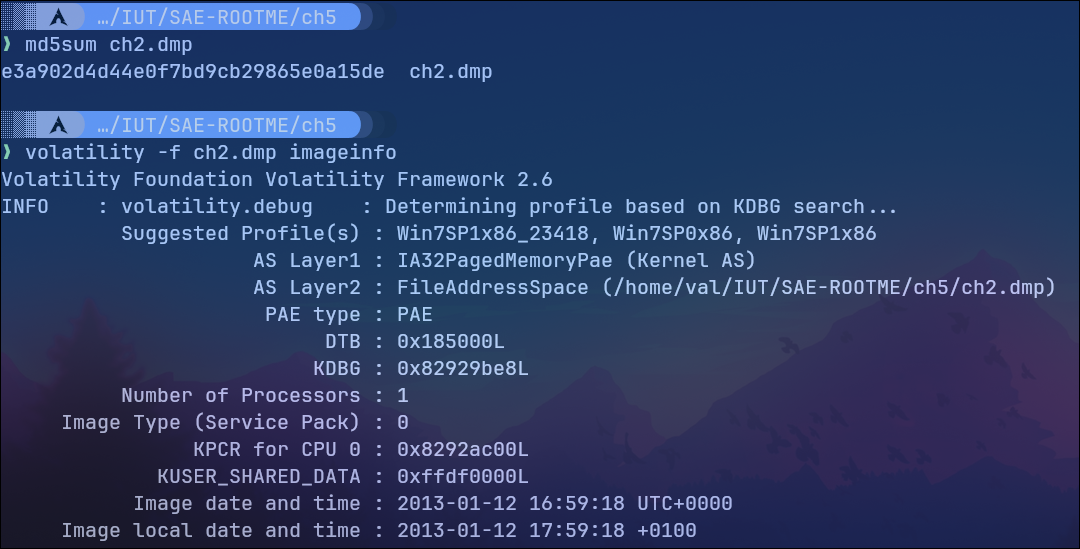 …/IUT/SAE-ROOTME/ch5
❯ md5sum ch2.dmp
e3a902d4d44e0f7bd9cb29865e0a15de  ch2.dmp
…/IUT/SAE-ROOTME/ch5
❯ volatility -f ch2.dmp imageinfo
Volatility Foundation Volatility Framework 2.6
INFO    : volatility.debug    : Determining profile based on KDBG search...
          Suggested Profile(s) : Win7SP1x86_23418, Win7SP0x86, Win7SP1x86
                     AS Layer1 : IA32PagedMemoryPae (Kernel AS)
                     AS Layer2 : FileAddressSpace (/home/val/IUT/SAE-ROOTME/ch5/ch2.dmp)
                      PAE type : PAE
                           DTB : 0x185000L
                          KDBG : 0x82929be8L
          Number of Processors : 1
     Image Type (Service Pack) : 0
                KPCR for CPU 0 : 0x8292ac00L
             KUSER_SHARED_DATA : 0xffdf0000L
           Image date and time : 2013-01-12 16:59:18 UTC+0000
     Image local date and time : 2013-01-12 17:59:18 +0100